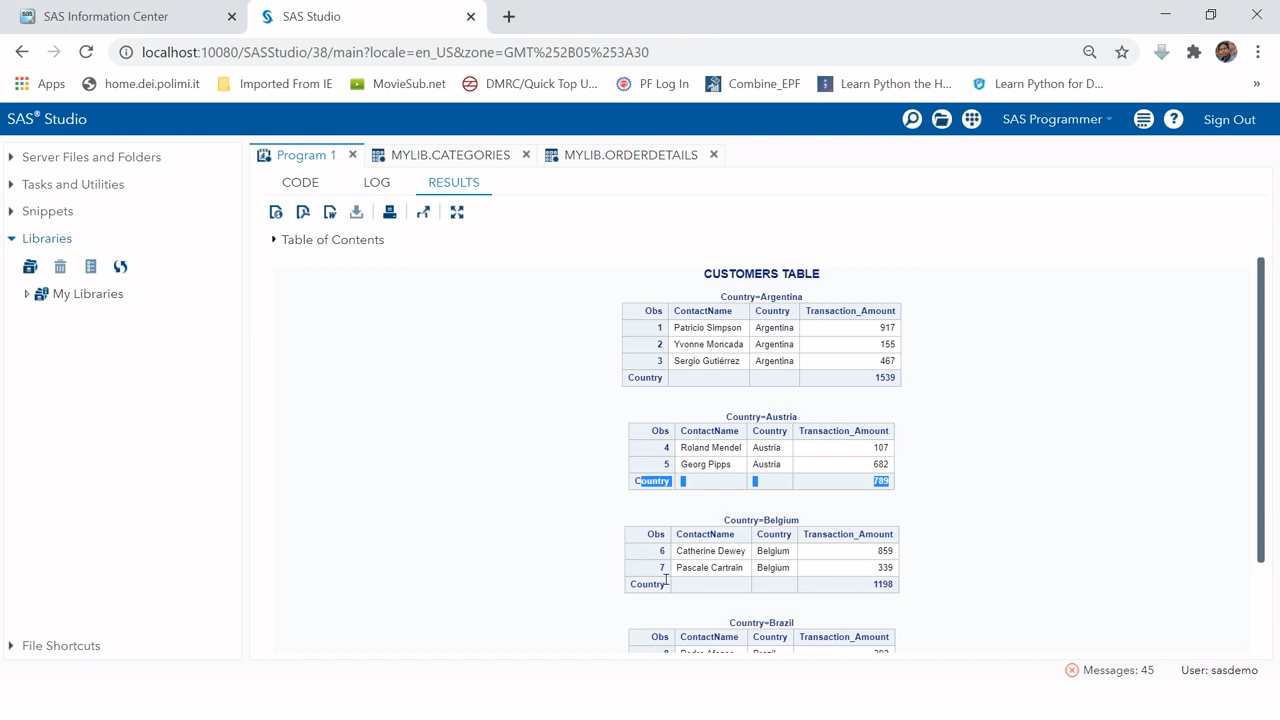 SAS Information Center
SAS Studio
localhost:10080/SASStudio/38/main?locale=en_US&zone=GMT%252B05%253A30
Apps home.dei.polimi.it Imported From IE MovieSub.net DMRC/Quick Top U... PF Log In Combine_EPF Learn Python the H... Learn Python for D... »
SAS® Studio SAS Programmer Sign Out
Server Files and Folders
Tasks and Utilities
Snippets
Libraries
My Libraries
File Shortcuts
Program 1 MYLIB.CATEGORIES MYLIB.ORDERDETAILS
CODE LOG RESULTS
Table of Contents
CUSTOMERS TABLE
Country=Argentina
Obs ContactName Country Transaction_Amount
1 Patricio Simpson Argentina 917
2 Yvonne Moncada Argentina 155
3 Sergio Gutiérrez Argentina 467
Country 1539
Country=Austria
Obs ContactName Country Transaction_Amount
4 Roland Mendel Austria 107
5 Georg Pipps Austria 682
Country 789
Country=Belgium
Obs ContactName Country Transaction_Amount
6 Catherine Dewey Belgium 859
7 Pascale Cartrain Belgium 339
Country 1198
Country=Brazil
Obs ContactName Country Transaction_Amount
Messages: 45 User: sasdemo